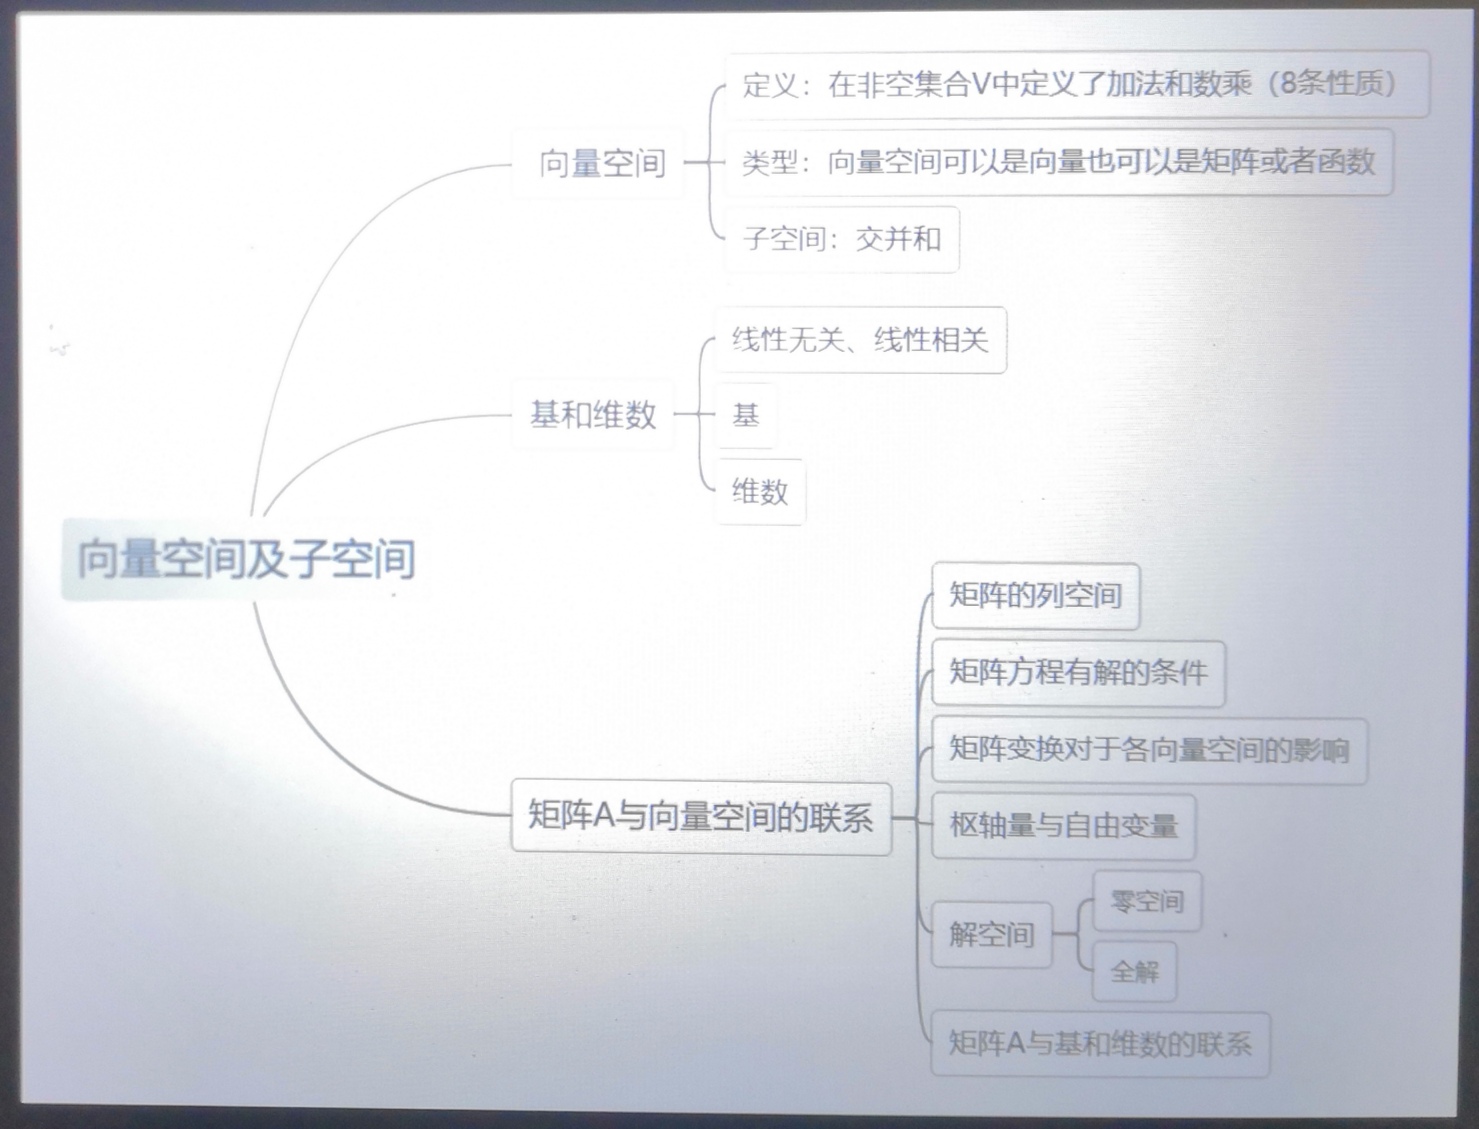 定义：在非空集合V中定义了加法和数乘（8条性质）
向量空间
类型：向量空间可以是向量也可以是矩阵或者函数
子空间：交并和
线性无关、线性相关
基和维数
基
维数
向量空间及子空间
矩阵的列空间
矩阵方程有解的条件
矩阵变换对于各向量空间的影响
矩阵A与向量空间的联系
枢轴量与自由变量
零空间
解空间
全解
矩阵A与基和维数的联系